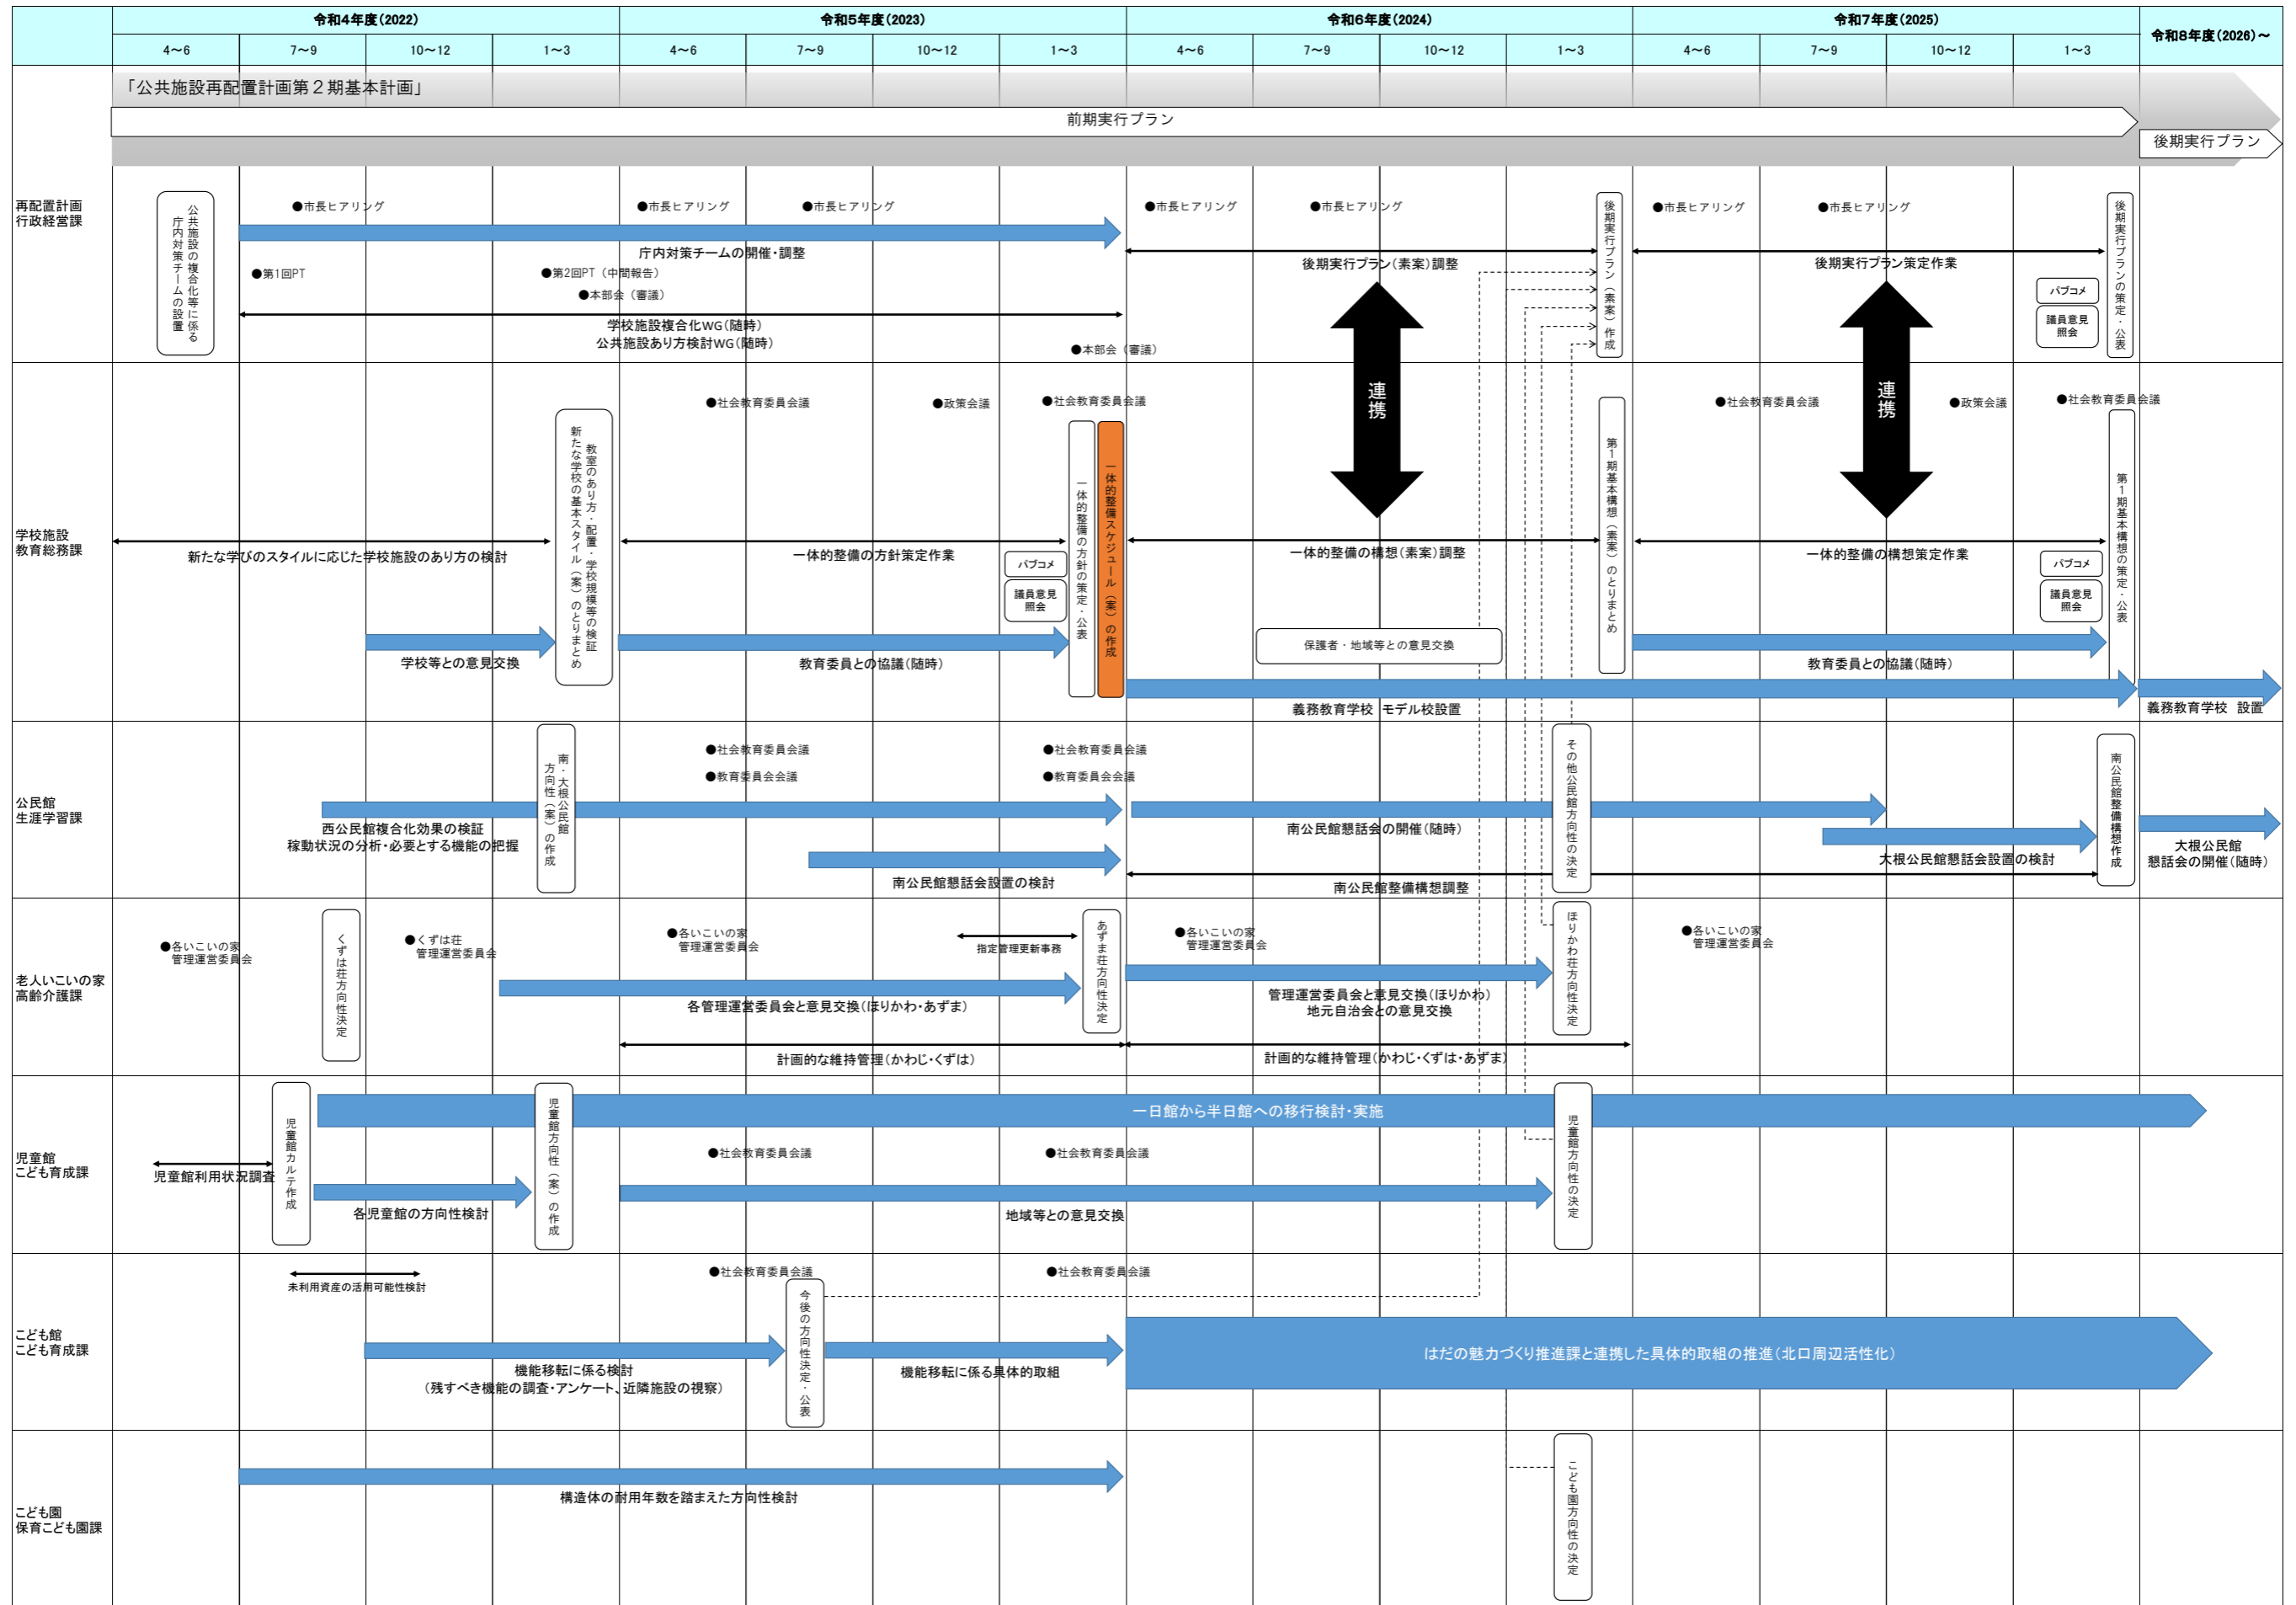 令和4年度(2022)
令和5年度(2023)
令和6年度(2024)
令和7年度(2025)
令和8年度(2026)～
4～6
7～9
10～12
1～3
4～6
7～9
10～12
1～3
4～6
7～9
10～12
1～3
4～6
7～9
10～12
1～3
「公共施設再配置計画第２期基本計画」
前期実行プラン
後期実行プラン
再配置計画
行政経営課
公共施設の複合化等に係る
庁内対策チームの設置
●市長ヒアリング
●市長ヒアリング
●市長ヒアリング
●市長ヒアリング
●市長ヒアリング
●市長ヒアリング
●市長ヒアリング
庁内対策チームの開催・調整
●第1回PT
●第2回PT（中間報告）
●本部会（審議）
学校施設複合化WG(随時)
公共施設あり方検討WG(随時)
●本部会（審議）
後期実行プラン(素案)調整
後期実行プラン（素案）作成
後期実行プラン策定作業
パブコメ
議員意見
照会
後期実行プランの策定・公表
連携
連携
学校施設
教育総務課
新たな学びのスタイルに応じた学校施設のあり方の検討
学校等との意見交換
教室のあり方・配置・学校規模等の検証
新たな学校の基本スタイル（案）のとりまとめ
●社会教育委員会議
●政策会議
●社会教育委員会議
一体的整備の方針策定作業
パブコメ
議員意見
照会
教育委員との協議(随時)
一体的整備の方針の策定・公表
一体的整備スケジュール（案）の作成
一体的整備の構想(素案)調整
保護者・地域等との意見交換
第1期基本構想（素案）のとりまとめ
●社会教育委員会議
●政策会議
●社会教育委員会議
一体的整備の構想策定作業
パブコメ
議員意見
照会
教育委員との協議(随時)
第1期基本構想の策定・公表
義務教育学校 モデル校設置
義務教育学校 設置
公民館
生涯学習課
西公民館複合化効果の検証
稼動状況の分析・必要とする機能の把握
南・大根公民館
方向性（案）の作成
●社会教育委員会議
●教育委員会会議
●社会教育委員会議
●教育委員会会議
南公民館懇話会設置の検討
南公民館懇話会の開催(随時)
南公民館整備構想調整
その他公民館方向性の決定
大根公民館懇話会設置の検討
南公民館整備構想作成
大根公民館
懇話会の開催(随時)
老人いこいの家
高齢介護課
●各いこいの家
管理運営委員会
くずは荘方向性決定
●くずは荘
管理運営委員会
●各いこいの家
管理運営委員会
指定管理更新事務
各管理運営委員会と意見交換(ほりかわ・あずま)
あずま荘方向性決定
計画的な維持管理(かわじ・くずは)
●各いこいの家
管理運営委員会
管理運営委員会と意見交換(ほりかわ)
地元自治会との意見交換
ほりかわ荘方向性決定
計画的な維持管理(かわじ・くずは・あずま)
●各いこいの家
管理運営委員会
児童館
こども育成課
児童館利用状況調査
児童館カルテ作成
各児童館の方向性検討
児童館方向性（案）の作成
一日館から半日館への移行検討・実施
●社会教育委員会議
●社会教育委員会議
地域等との意見交換
児童館方向性の決定
こども館
こども育成課
未利用資産の活用可能性検討
●社会教育委員会議
●社会教育委員会議
機能移転に係る検討
(残すべき機能の調査・アンケート、近隣施設の視察)
今後の方向性決定・公表
機能移転に係る具体的取組
はだの魅力づくり推進課と連携した具体的取組の推進(北口周辺活性化)
こども園
保育こども園課
構造体の耐用年数を踏まえた方向性検討
こども園方向性の決定